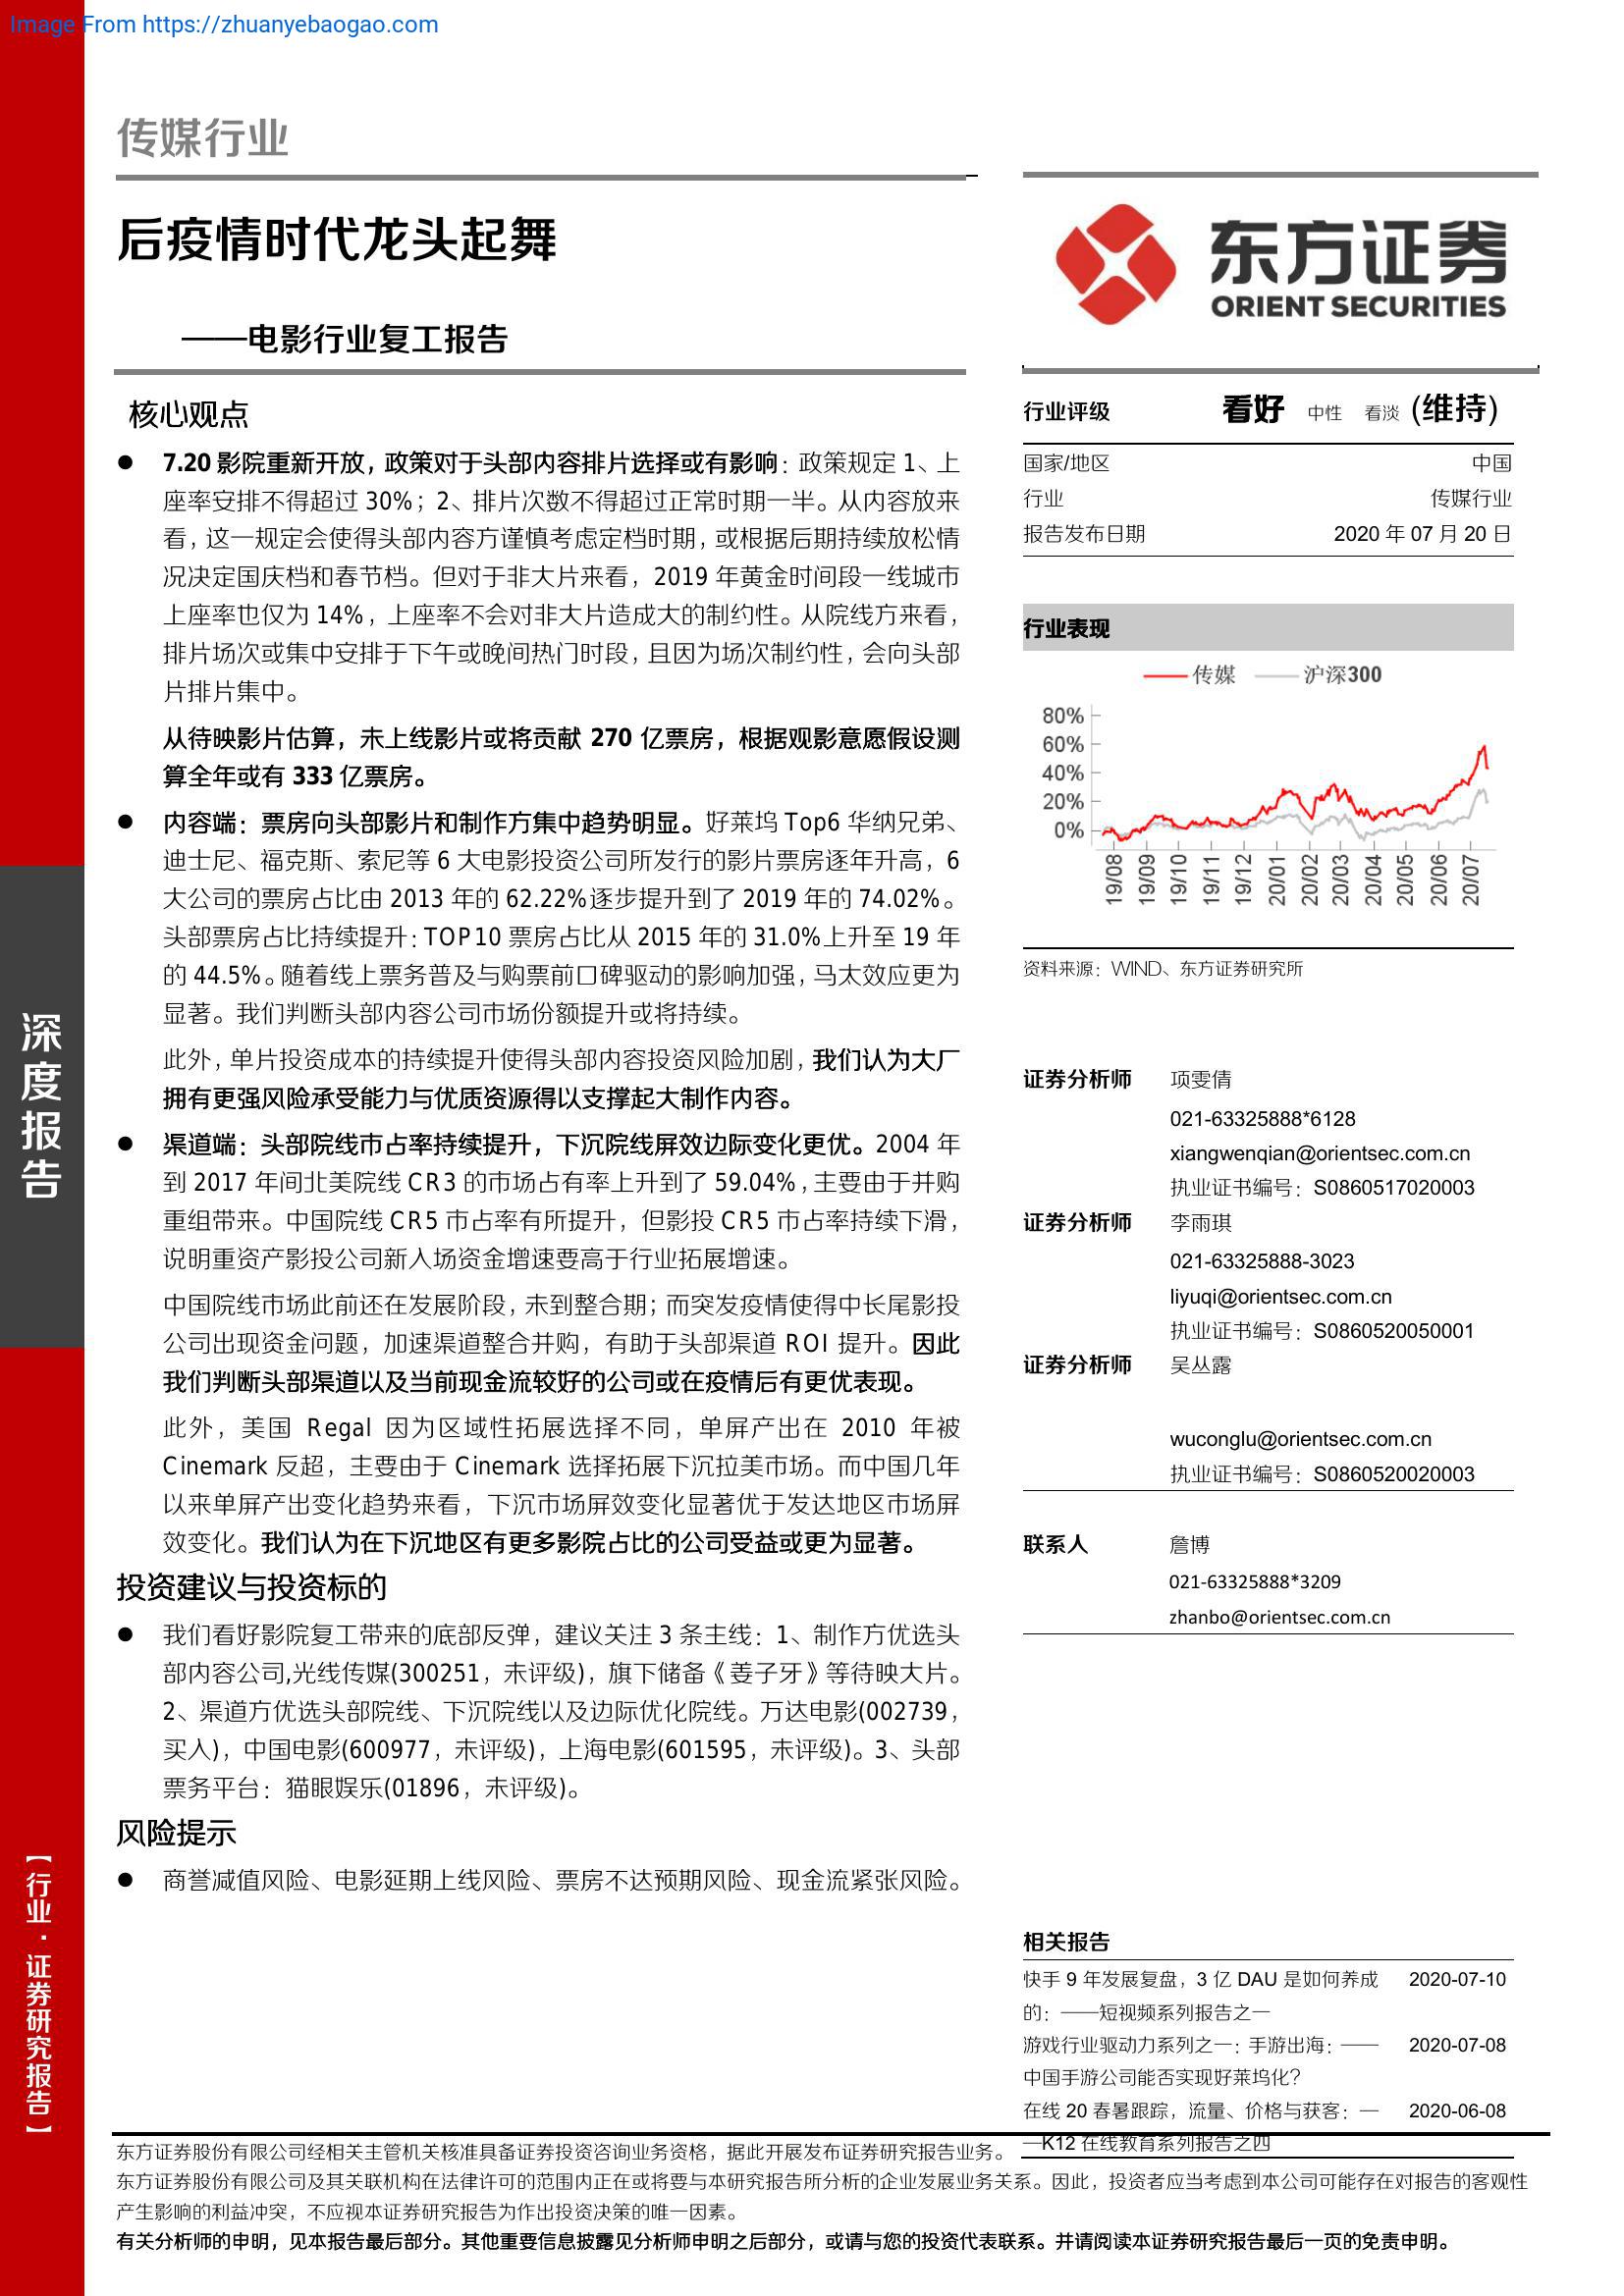 Image From https://zhuanyebaogao.com
传媒行业
后疫情时代龙头起舞
——电影行业复工报告
核心观点
● 7.20 影院重新开放，政策对于头部内容排片选择或有影响：政策规定 1、上
座率安排不得超过 30%；2、排片次数不得超过正常时期一半。从内容放来
看，这一规定会使得头部内容方谨慎考虑定档时期，或根据后期持续放松情
况决定国庆档和春节档。但对于非大片来看，2019 年黄金时间段一线城市
上座率也仅为 14%，上座率不会对非大片造成大的制约性。从院线方来看，
排片场次或集中安排于下午或晚间热门时段，且因为场次制约性，会向头部
片排片集中。
从待映影片估算，未上线影片或将贡献 270 亿票房，根据观影意愿假设测
算全年或有 333 亿票房。
● 内容端：票房向头部影片和制作方集中趋势明显。好莱坞 Top6 华纳兄弟、
迪士尼、福克斯、索尼等 6 大电影投资公司所发行的影片票房逐年升高，6
大公司的票房占比由 2013 年的 62.22%逐步提升到了 2019 年的 74.02%。
头部票房占比持续提升：TOP10 票房占比从 2015 年的 31.0%上升至 19 年
的 44.5%。随着线上票务普及与购票前口碑驱动的影响加强，马太效应更为
显著。我们判断头部内容公司市场份额提升或将持续。
此外，单片投资成本的持续提升使得头部内容投资风险加剧，我们认为大厂
拥有更强风险承受能力与优质资源得以支撑起大制作内容。
● 渠道端：头部院线市占率持续提升，下沉院线屏效边际变化更优。2004 年
到 2017 年间北美院线 CR3 的市场占有率上升到了 59.04%，主要由于并购
重组带来。中国院线 CR5 市占率有所提升，但影投 CR5 市占率持续下滑，
说明重资产影投公司新入场资金增速要高于行业拓展增速。
中国院线市场此前还在发展阶段，未到整合期；而突发疫情使得中长尾影投
公司出现资金问题，加速渠道整合并购，有助于头部渠道 ROI 提升。因此
我们判断头部渠道以及当前现金流较好的公司或在疫情后有更优表现。
此外，美国 Regal 因为区域性拓展选择不同，单屏产出在 2010 年被
Cinemark 反超，主要由于 Cinemark 选择拓展下沉拉美市场。而中国几年
以来单屏产出变化趋势来看，下沉市场屏效变化显著优于发达地区市场屏
效变化。我们认为在下沉地区有更多影院占比的公司受益或更为显著。
投资建议与投资标的
● 我们看好影院复工带来的底部反弹，建议关注 3 条主线：1、制作方优选头
部内容公司,光线传媒(300251，未评级)，旗下储备《姜子牙》等待映大片。
2、渠道方优选头部院线、下沉院线以及边际优化院线。万达电影(002739，
买入)，中国电影(600977，未评级)，上海电影(601595，未评级)。3、头部
票务平台：猫眼娱乐(01896，未评级)。
风险提示
● 商誉减值风险、电影延期上线风险、票房不达预期风险、现金流紧张风险。
东方证券
ORIENT SECURITIES
行业评级 看好 中性 看淡 (维持)
国家/地区 中国
行业 传媒行业
报告发布日期 2020 年 07 月 20 日
行业表现
传媒 沪深300
80%
60%
40%
20%
0%
19/08 19/09 19/10 19/11 19/12 20/01 20/02 20/03 20/04 20/05 20/06 20/07
资料来源：WIND、东方证券研究所
证券分析师 项雯倩
021-63325888*6128
xiangwenqian@orientsec.com.cn
执业证书编号：S0860517020003
证券分析师 李雨琪
021-63325888-3023
liyuqi@orientsec.com.cn
执业证书编号：S0860520050001
证券分析师 吴丛露
wuconglu@orientsec.com.cn
执业证书编号：S0860520020003
联系人 詹博
021-63325888*3209
zhanbo@orientsec.com.cn
相关报告
快手 9 年发展复盘，3 亿 DAU 是如何养成 2020-07-10
的：——短视频系列报告之一
游戏行业驱动力系列之一：手游出海：—— 2020-07-08
中国手游公司能否实现好莱坞化？
在线 20 春暑跟踪，流量、价格与获客：— 2020-06-08
—K12 在线教育系列报告之四
深度报告
【行业·证券研究报告】
东方证券股份有限公司经相关主管机关核准具备证券投资咨询业务资格，据此开展发布证券研究报告业务。
东方证券股份有限公司及其关联机构在法律许可的范围内正在或将要与本研究报告所分析的企业发展业务关系。因此，投资者应当考虑到本公司可能存在对报告的客观性
产生影响的利益冲突，不应视本证券研究报告为作出投资决策的唯一因素。
有关分析师的申明，见本报告最后部分。其他重要信息披露见分析师申明之后部分，或请与您的投资代表联系。并请阅读本证券研究报告最后一页的免责申明。